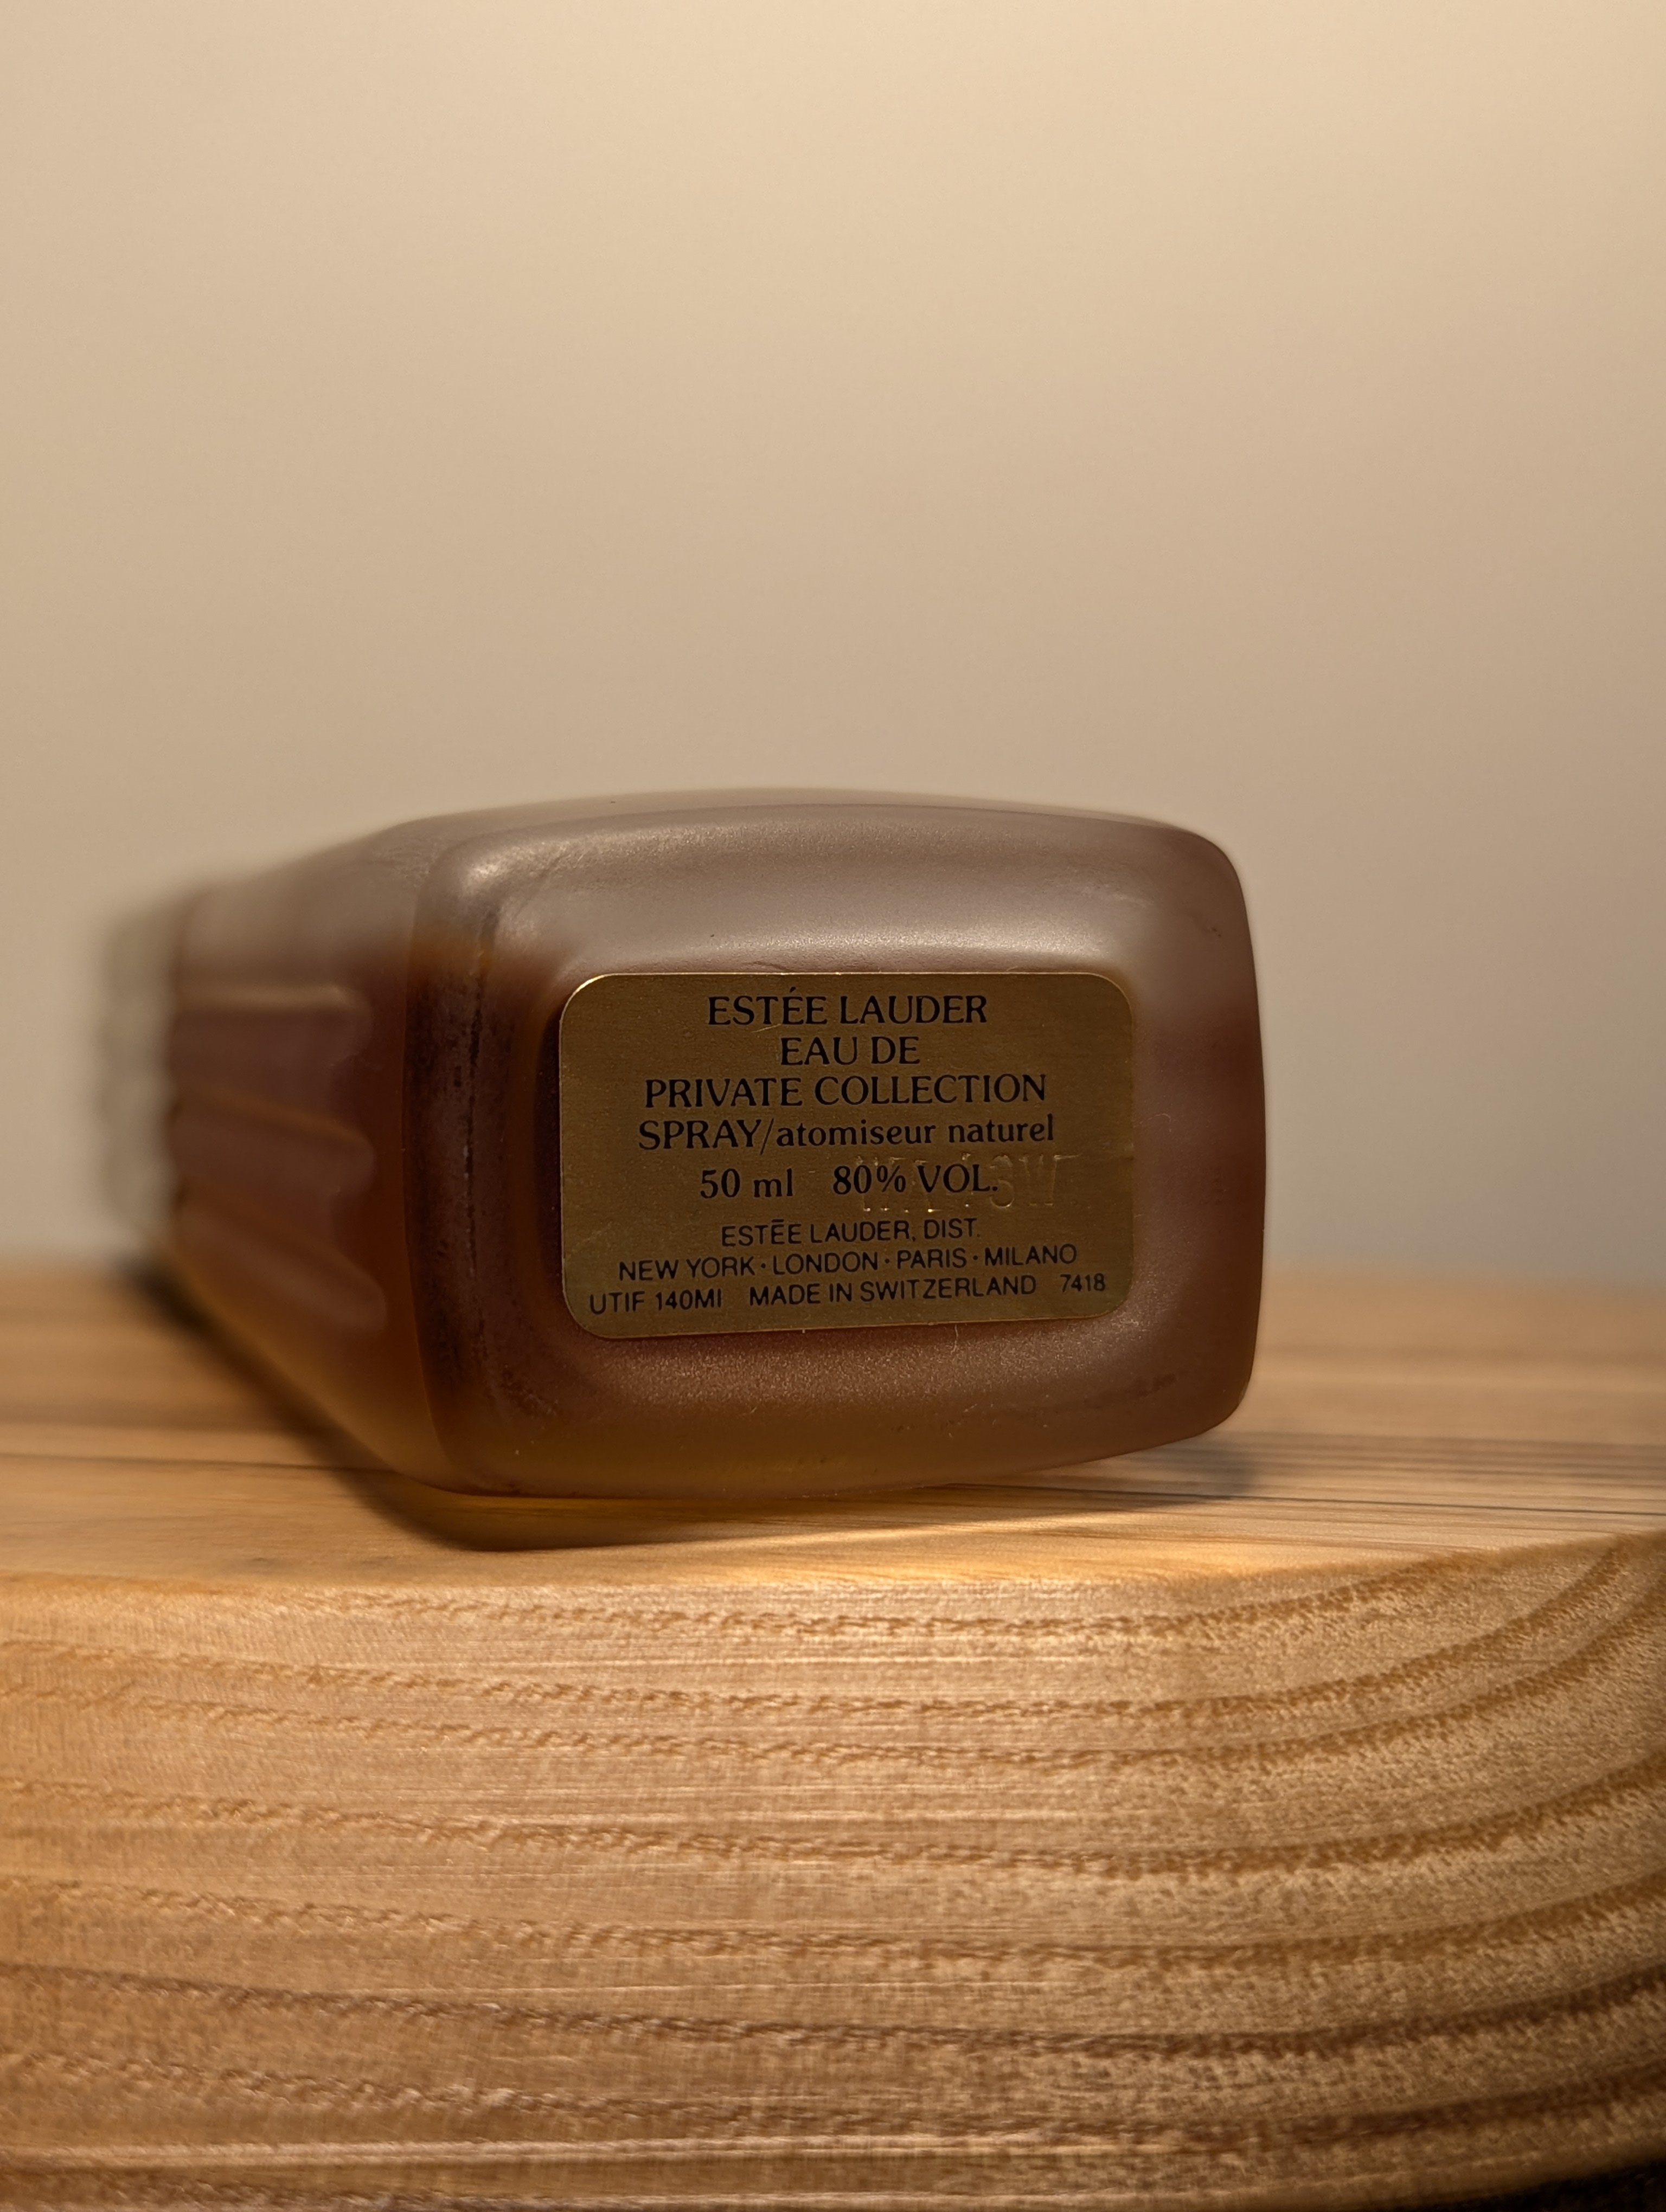 ESTÉE LAUDER
EAU DE
PRIVATE COLLECTION
SPRAY/atomiseur naturel
50 ml 80% VOL.
ESTĒE LAUDER, DIST.
NEW YORK · LONDON · PARIS · MILANO
UTIF 140MI MADE IN SWITZERLAND 7418